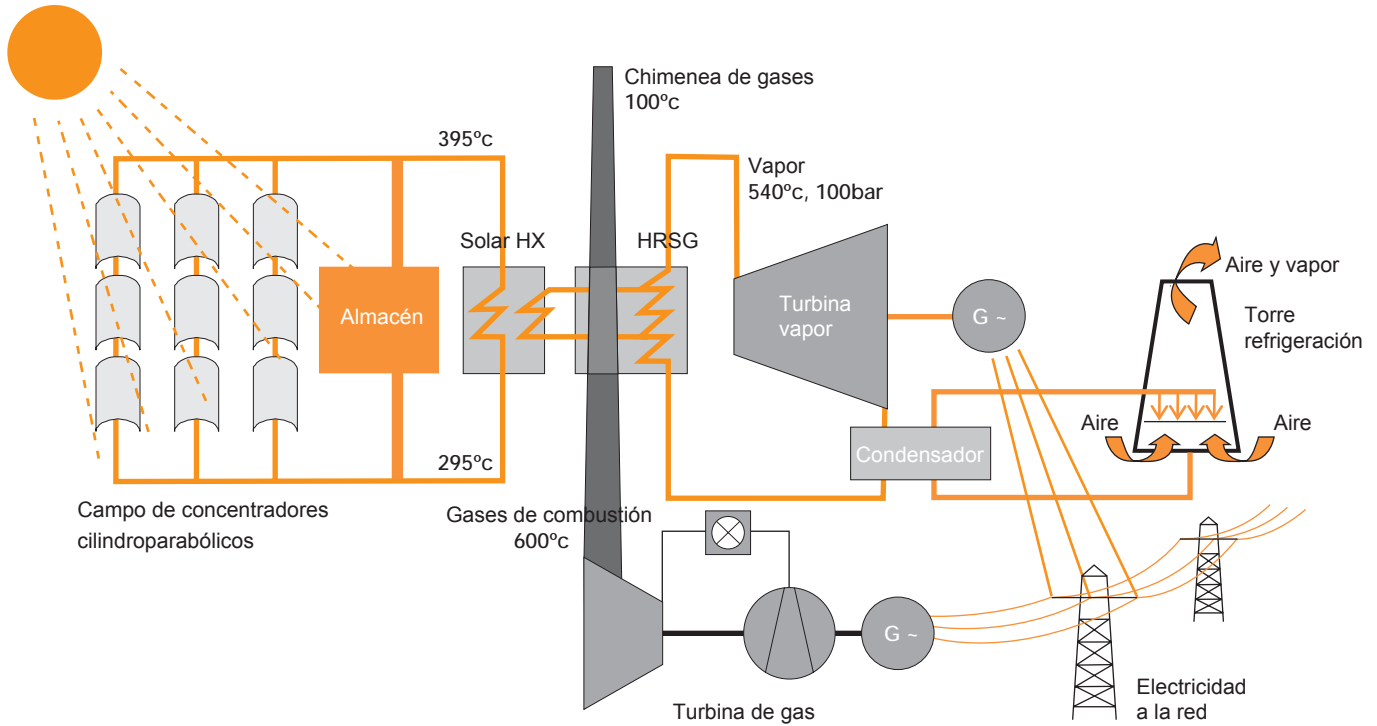 Chimenea de gases
100ºc
395ºc
Vapor
540ºc, 100bar
Solar HX
HRSG
Aire y vapor
Almacén
Turbina
vapor
G ~
Torre
refrigeración
Aire
Aire
Condensador
295ºc
Campo de concentradores
cilindroparabólicos
Gases de combustión
600ºc
G ~
Turbina de gas
Electricidad
a la red